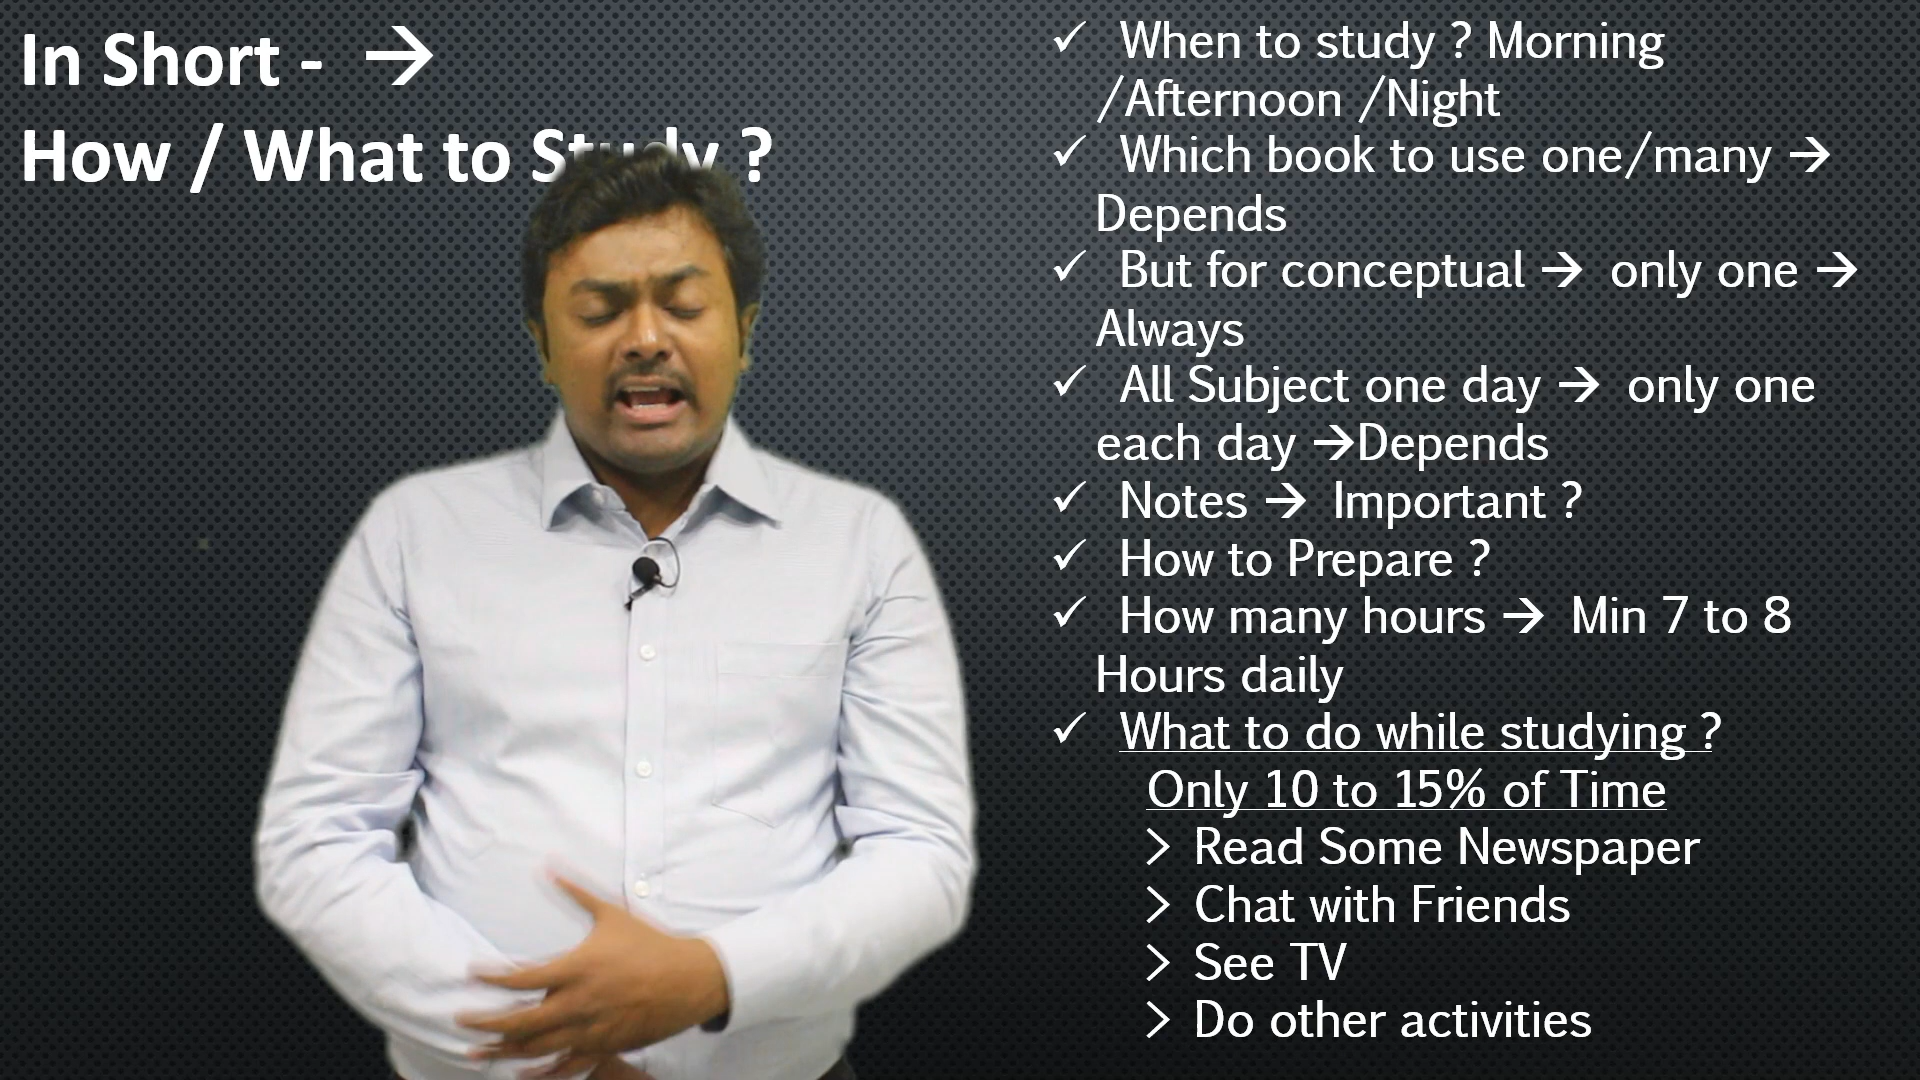 In Short - →
How / What to Study ?
✓ When to study ? Morning
/Afternoon /Night
✓ Which book to use one/many →
Depends
✓ But for conceptual → only one →
Always
✓ All Subject one day → only one
each day →Depends
✓ Notes → Important ?
✓ How to Prepare ?
✓ How many hours → Min 7 to 8
Hours daily
✓ What to do while studying ?
Only 10 to 15% of Time
> Read Some Newspaper
> Chat with Friends
> See TV
> Do other activities